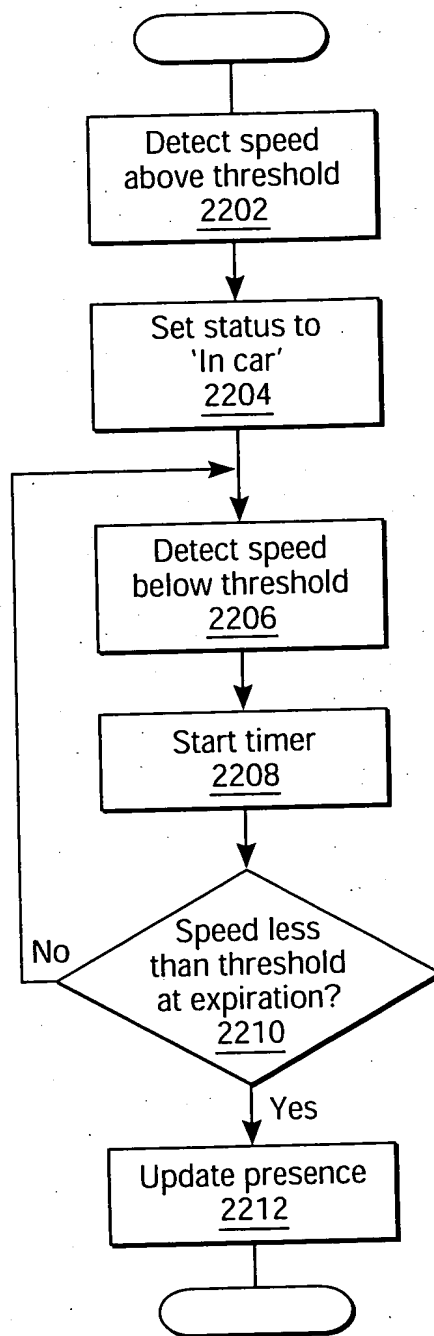 Detect speed
above threshold
2202
Set status to
'In car'
2204
Detect speed
below threshold
2206
Start timer
2208
No
Speed less
than threshold
at expiration?
2210
Yes
Update presence
2212